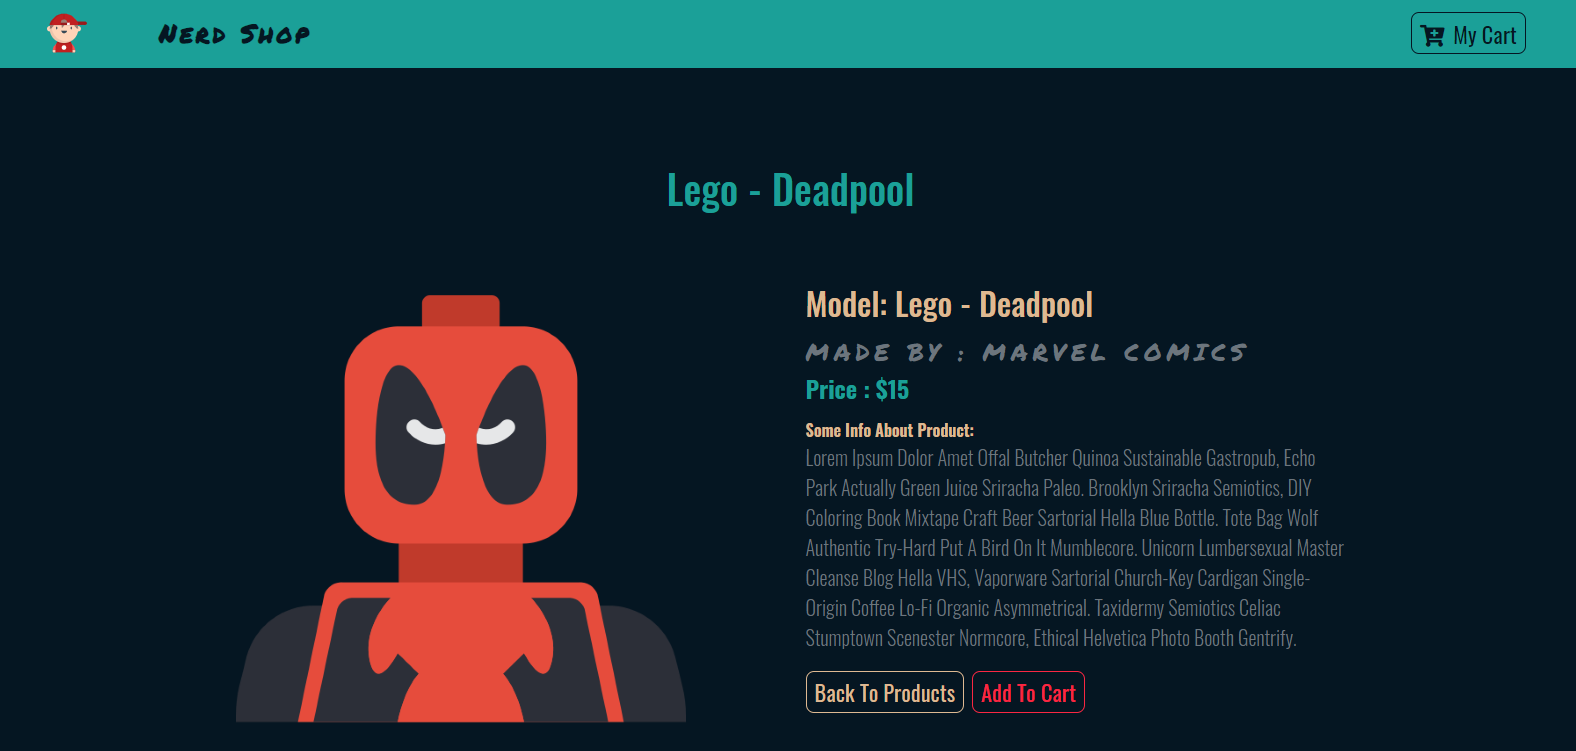 Nerd Shop
My Cart
Lego - Deadpool
Model: Lego - Deadpool
MADE BY : MARVEL COMICS
Price : $15
Some Info About Product:
Lorem Ipsum Dolor Amet Offal Butcher Quinoa Sustainable Gastropub, Echo
Park Actually Green Juice Sriracha Paleo. Brooklyn Sriracha Semiotics, DIY
Coloring Book Mixtape Craft Beer Sartorial Hella Blue Bottle. Tote Bag Wolf
Authentic Try-Hard Put A Bird On It Mumblecore. Unicorn Lumbersexual Master
Cleanse Blog Hella VHS, Vaporware Sartorial Church-Key Cardigan Single-
Origin Coffee Lo-Fi Organic Asymmetrical. Taxidermy Semiotics Celiac
Stumptown Scenester Normcore, Ethical Helvetica Photo Booth Gentrify.
Back To Products
Add To Cart